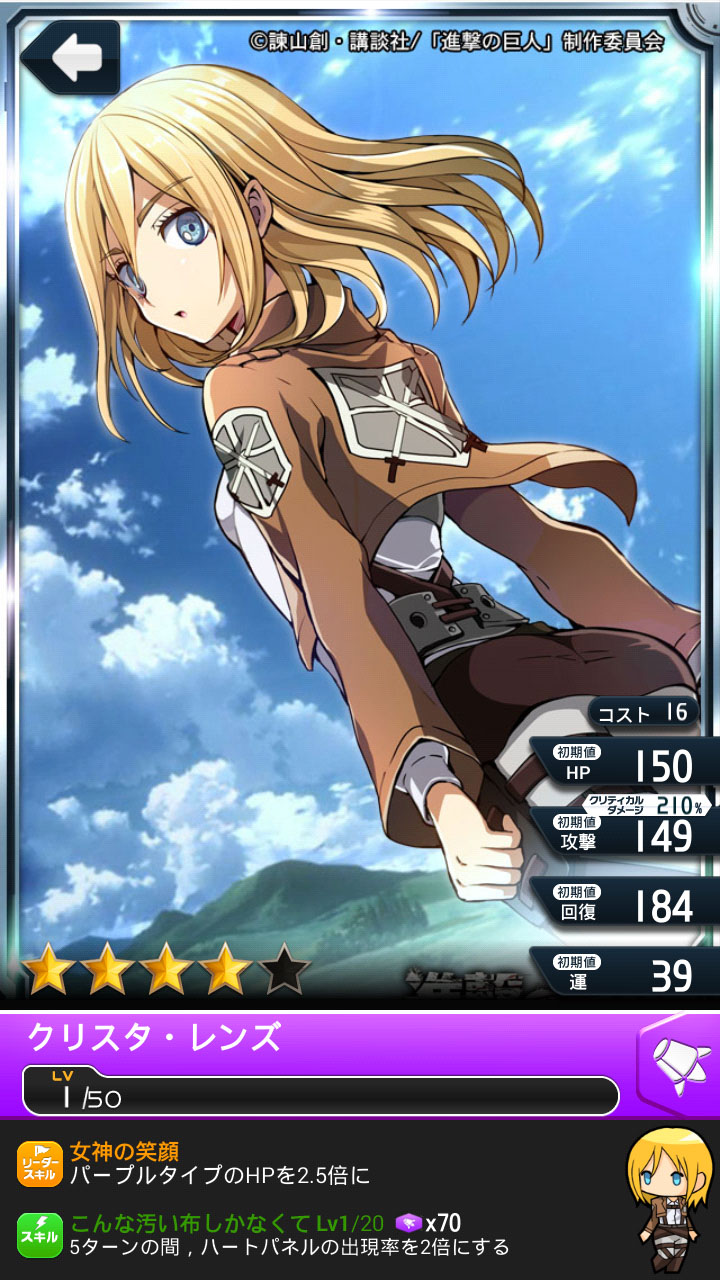 ©諫山創・講談社/「進撃の巨人」制作委員会
コスト 16
初期値
HP 150
クリティカル
ダメージ 210%
初期値
攻撃 149
初期値
回復 184
初期値
運 39
クリスタ・レンズ
LV
1/50
リーダー
スキル
女神の笑顔
パープルタイプのHPを2.5倍に
スキル
こんな汚い布しかなくて Lv1/20 x70
5ターンの間,ハートパネルの出現率を2倍にする